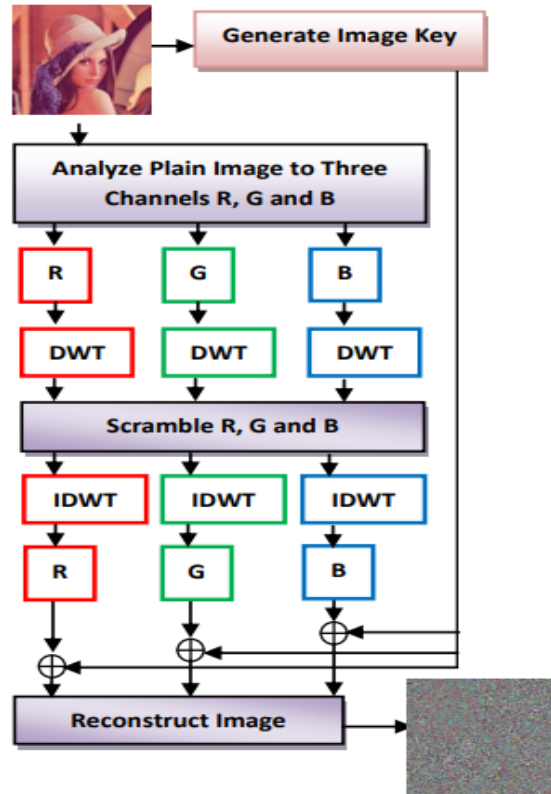 Generate Image Key
Analyze Plain Image to Three
Channels R, G and B
R
G
B
DWT
DWT
DWT
Scramble R, G and B
IDWT
IDWT
IDWT
R
G
B
Reconstruct Image